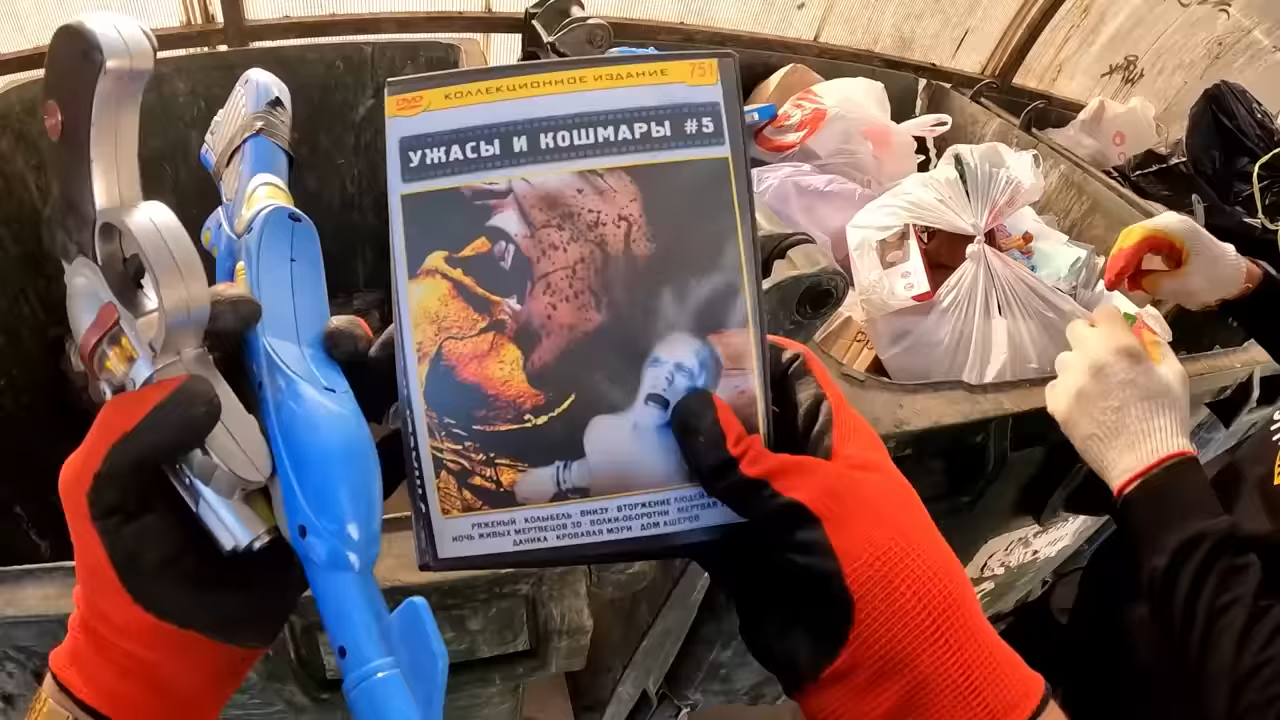 DVD КОЛЛЕКЦИОННОЕ ИЗДАНИЕ 751
УЖАСЫ И КОШМАРЫ #5
РЯЖЕНЫЙ · КОЛЫБЕЛЬ · ВНИЗУ · ВТОРЖЕНИЕ
НОЧЬ ЖИВЫХ МЕРТВЕЦОВ 3D · ВОЛКИ-ОБОРОТНИ · МЕРТВАЯ
ДАНИКА · КРОВАВАЯ МЭРИ · ДОМ АШЕРОВ